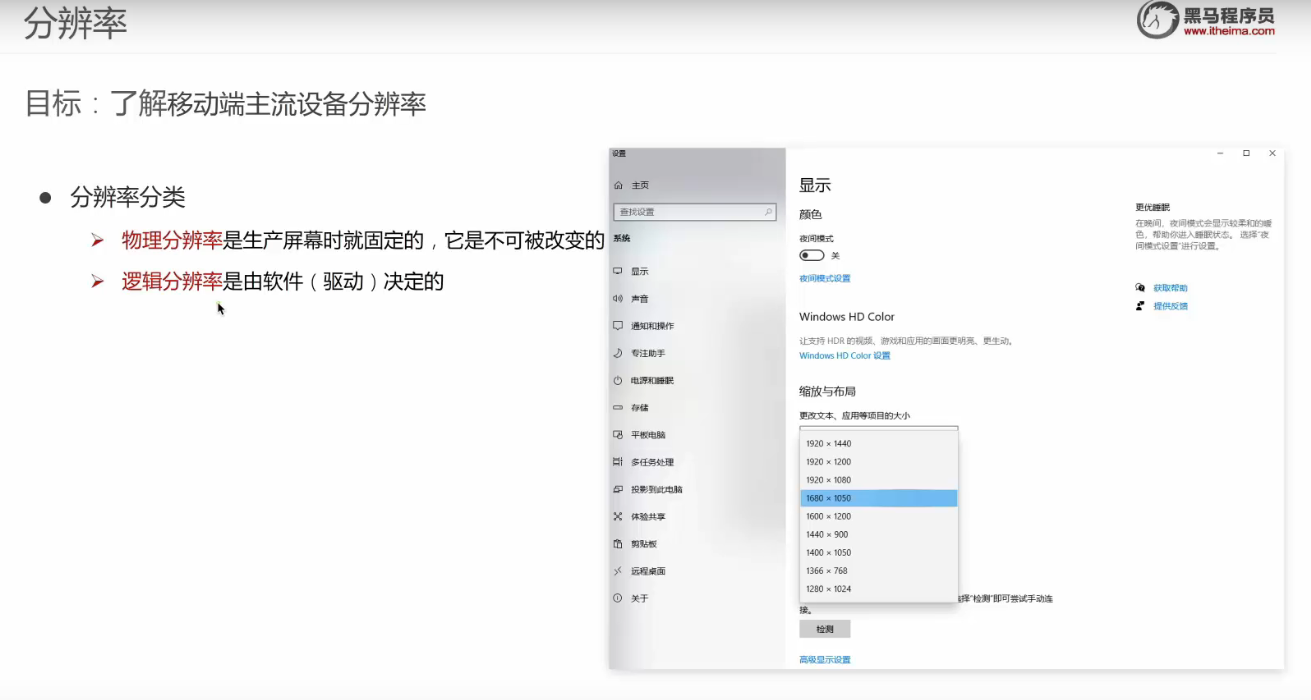 分辨率
黑马程序员
www.itheima.com
目标：了解移动端主流设备分辨率
分辨率分类
物理分辨率是生产屏幕时就固定的，它是不可被改变的
逻辑分辨率是由软件（驱动）决定的
设置
主页
查找设置
系统
显示
声音
通知和操作
专注助手
电源和睡眠
存储
平板电脑
多任务处理
投影到此电脑
体验共享
剪贴板
远程桌面
关于
显示
颜色
夜间模式
关
夜间模式设置
Windows HD Color
让支持 HDR 的视频、游戏和应用的画面更明亮、更生动。
Windows HD Color 设置
缩放与布局
更改文本、应用等项目的大小
1920 × 1440
1920 × 1200
1920 × 1080
1680 × 1050
1600 × 1200
1440 × 900
1400 × 1050
1366 × 768
1280 × 1024
择“检测”即可尝试手动连
接。
检测
高级显示设置
更优睡眠
在晚间，夜间模式会显示轻柔和的暖
色，帮助你进入睡眠状态。 选择“夜
间模式设置”进行设置。
获取帮助
提供反馈